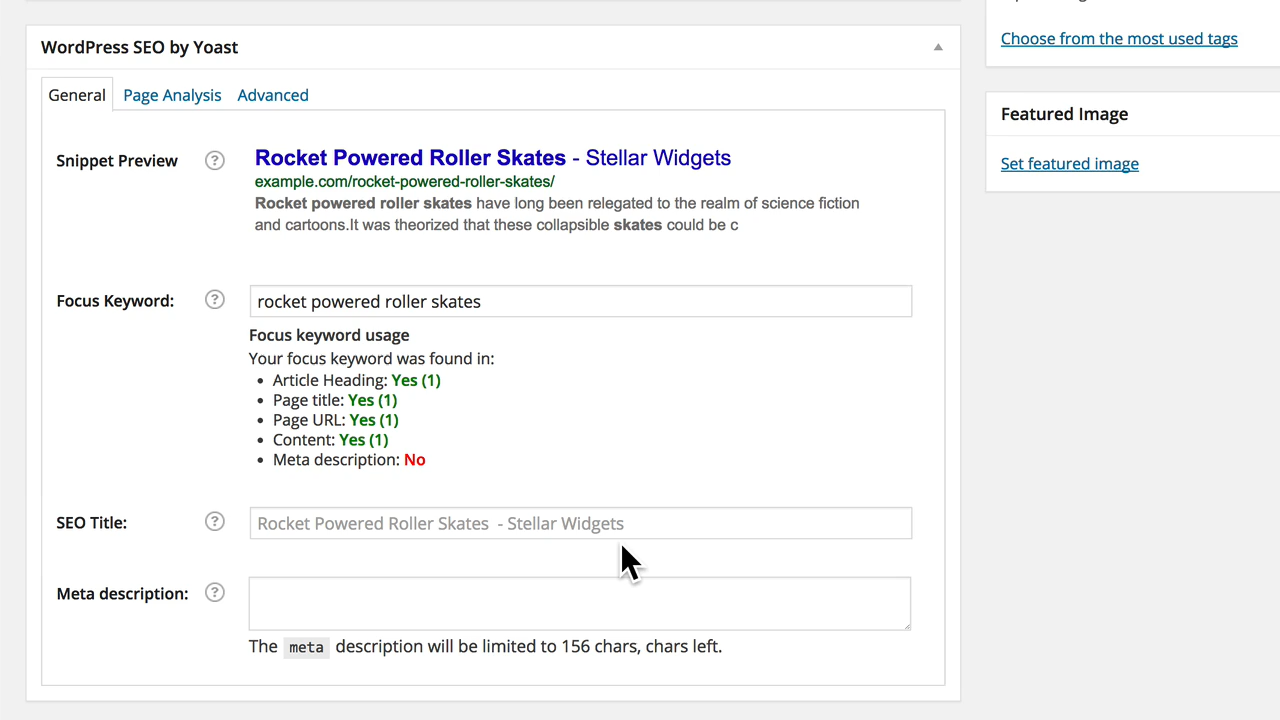 Choose from the most used tags
WordPress SEO by Yoast
General Page Analysis Advanced
Featured Image
Set featured image
Snippet Preview ? Rocket Powered Roller Skates - Stellar Widgets
example.com/rocket-powered-roller-skates/
Rocket powered roller skates have long been relegated to the realm of science fiction
and cartoons.It was theorized that these collapsible skates could be c
Focus Keyword: ? rocket powered roller skates
Focus keyword usage
Your focus keyword was found in:
• Article Heading: Yes (1)
• Page title: Yes (1)
• Page URL: Yes (1)
• Content: Yes (1)
• Meta description: No
SEO Title: ? Rocket Powered Roller Skates - Stellar Widgets
Meta description: ?
The meta description will be limited to 156 chars, chars left.